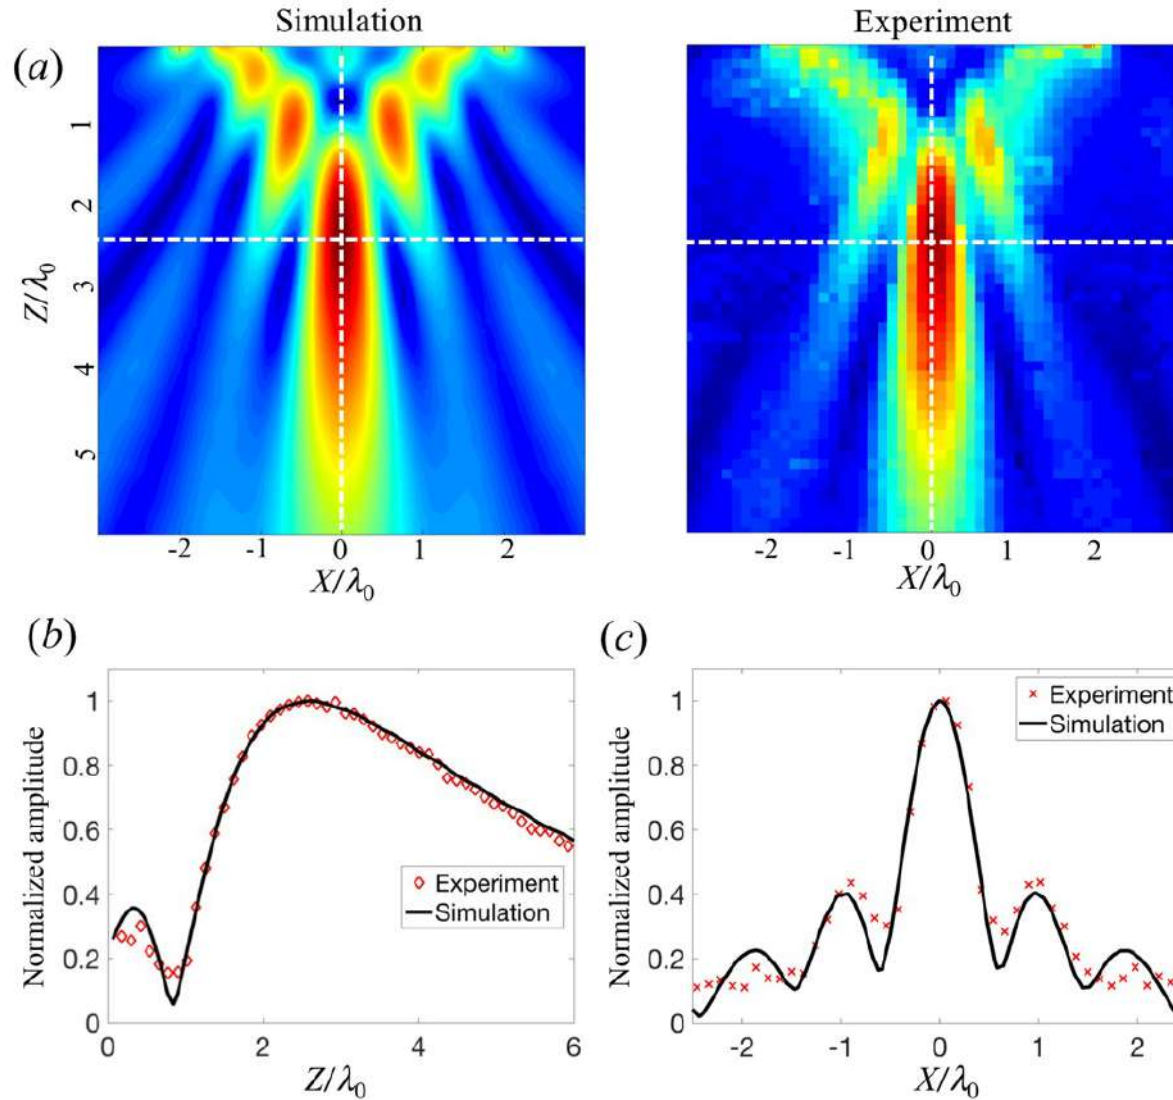 Simulation
Experiment
(a)
1
2
3
4
5
Z/λ0
-2 -1 0 1 2
X/λ0
-2 -1 0 1 2
X/λ0
(b)
(c)
1
0.8
0.6
0.4
0.2
0
Normalized amplitude
Experiment
Simulation
0 2 4 6
Z/λ0
1
0.8
0.6
0.4
0.2
0
Normalized amplitude
Experiment
Simulation
-2 -1 0 1 2
X/λ0